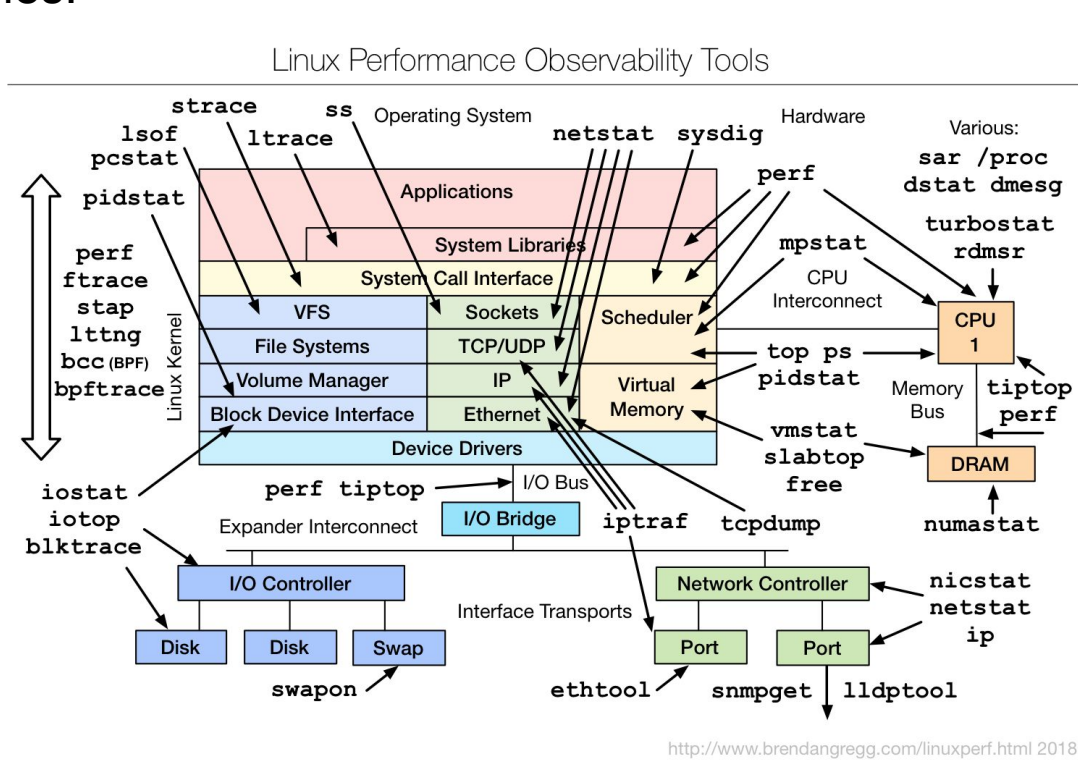 Linux Performance Observability Tools
strace
ss
Operating System
Hardware
lsof
pcstat
ltrace
netstat
sysdig
Various:
sar /proc
dstat dmesg
pidstat
Applications
perf
turbostat
rdmsr
System Libraries
mpstat
perf
ftrace
stap
lttng
bcc (BPF)
bpftrace
Linux Kernel
System Call Interface
CPU
Interconnect
VFS
Sockets
Scheduler
CPU
1
File Systems
TCP/UDP
top ps
pidstat
Volume Manager
IP
Virtual
Memory
Memory
Bus
tiptop
perf
Block Device Interface
Ethernet
vmstat
slabtop
free
Device Drivers
DRAM
iostat
iotop
blktrace
perf tiptop
I/O Bus
Expander Interconnect
I/O Bridge
iptraf
tcpdump
numastat
I/O Controller
Network Controller
nicstat
netstat
ip
Interface Transports
Disk
Disk
Swap
Port
Port
swapon
ethtool
snmpget
lldptool
http://www.brendangregg.com/linuxperf.html 2018